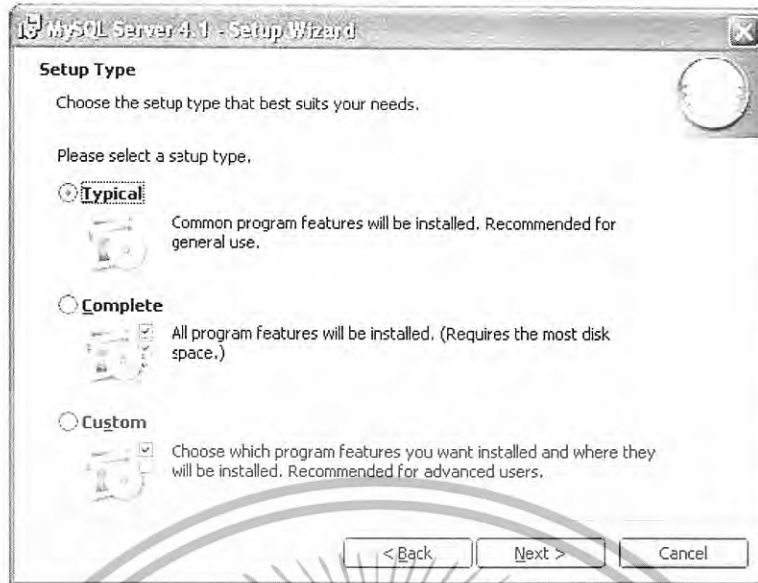 MySQL Server 4.1 - Setup Wizard
Setup Type
Choose the setup type that best suits your needs.
Please select a setup type.
Typical
Common program features will be installed. Recommended for
general use.
Complete
All program features will be installed. (Requires the most disk
space.)
Custom
Choose which program features you want installed and where they
will be installed. Recommended for advanced users.
< Back
Next >
Cancel